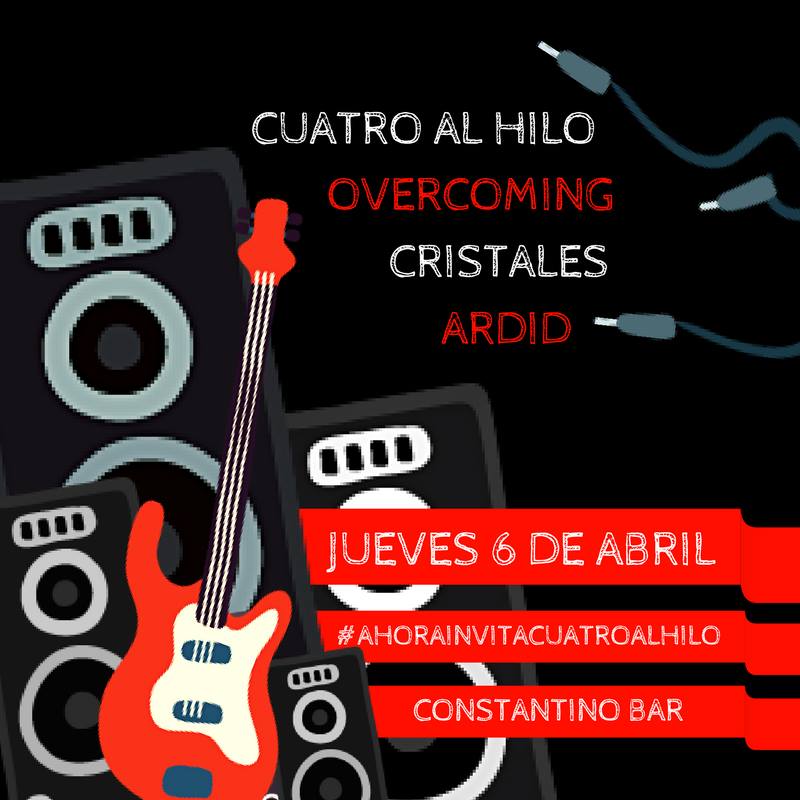 CUATRO AL HILO
OVERCOMING
CRISTALES
ARDID
JUEVES 6 DE ABRIL
#AHORAINVITACUATROALHILO
CONSTANTINO BAR